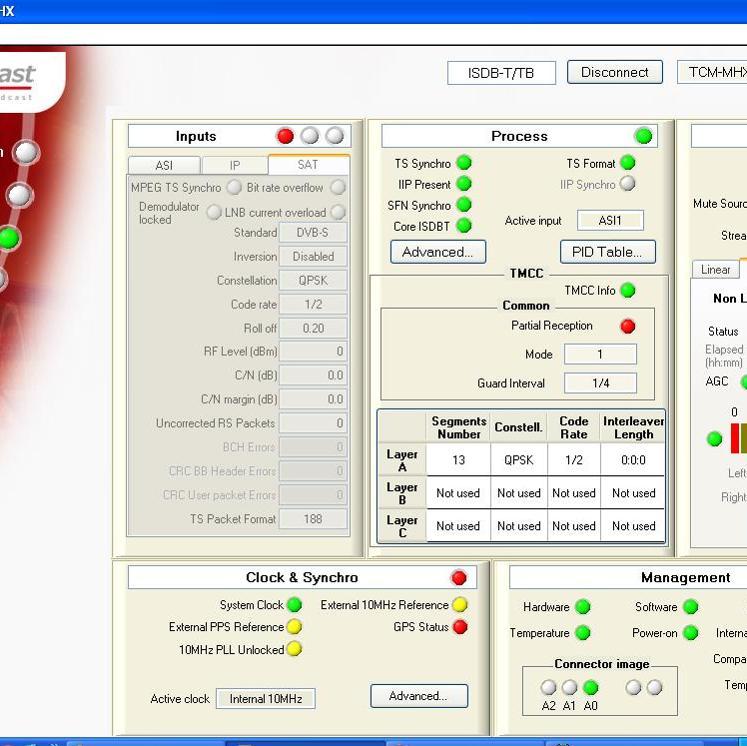 HX
ast
dcast
ISDB-T/TB Disconnect TCM-MHX
Inputs
ASI IP SAT
MPEG TS Synchro Bit rate overflow
Demodulator locked LNB current overload
Standard DVB-S
Inversion Disabled
Constellation QPSK
Code rate 1/2
Roll off 0.20
RF Level (dBm) 0
C/N (dB) 0.0
C/N margin (dB) 0.0
Uncorrected RS Packets 0
BCH Errors 0
CRC BB Header Errors 0
CRC User packet Errors 0
TS Packet Format 188
Process
TS Synchro TS Format
IIP Present IIP Synchro
SFN Synchro
Core ISDBT Active input ASI1
Advanced... PID Table...
TMCC
TMCC Info
Common
Partial Reception
Mode 1
Guard Interval 1/4
Segments Number Constell. Code Rate Interleaver Length
Layer A 13 QPSK 1/2 0:0:0
Layer B Not used Not used Not used Not used
Layer C Not used Not used Not used Not used
Mute Sourc
Strea
Linear
Non L
Status
Elapsed
(hh:mm)
AGC
0
Left
Right
Clock & Synchro
System Clock External 10MHz Reference
External PPS Reference GPS Status
10MHz PLL Unlocked
Active clock Internal 10MHz Advanced...
Management
Hardware Software
Temperature Power-on Interna
Compa
Temp
Connector image
A2 A1 A0